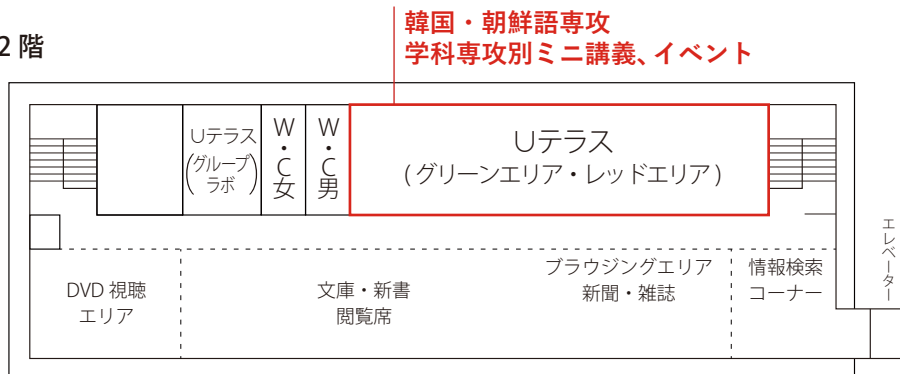 2 階
韓国・朝鮮語専攻
学科専攻別ミニ講義、イベント
Uテラス
(グループ
ラボ)
W・C女
W・C男
Uテラス
(グリーンエリア・レッドエリア)
エレベーター
DVD 視聴
エリア
文庫・新書
閲覧席
ブラウジングエリア
新聞・雑誌
情報検索
コーナー